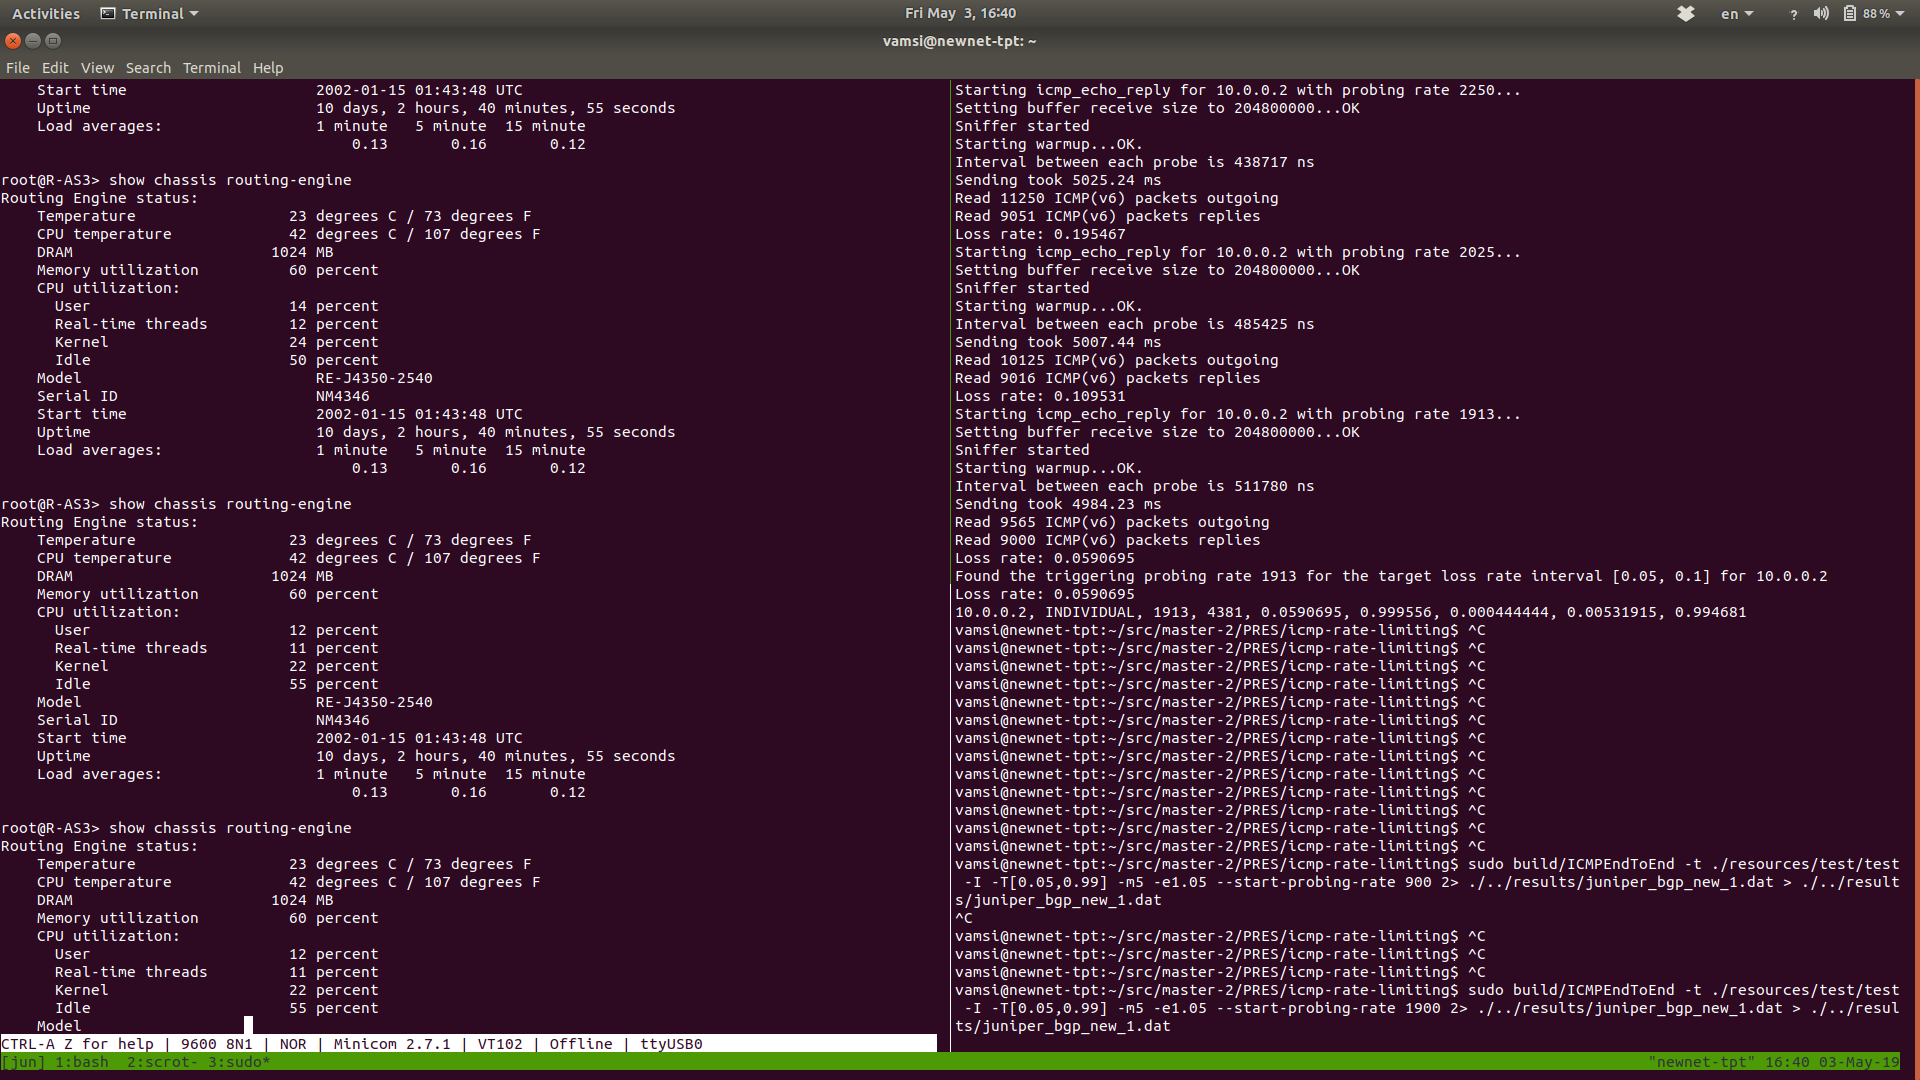 Activities Terminal Fri May 3, 16:40 en ? 88%
vamsi@newnet-tpt: ~
File Edit View Search Terminal Help
Start time 2002-01-15 01:43:48 UTC
Uptime 10 days, 2 hours, 40 minutes, 55 seconds
Load averages: 1 minute 5 minute 15 minute
0.13 0.16 0.12
root@R-AS3> show chassis routing-engine
Routing Engine status:
Temperature 23 degrees C / 73 degrees F
CPU temperature 42 degrees C / 107 degrees F
DRAM 1024 MB
Memory utilization 60 percent
CPU utilization:
User 14 percent
Real-time threads 12 percent
Kernel 24 percent
Idle 50 percent
Model RE-J4350-2540
Serial ID NM4346
Start time 2002-01-15 01:43:48 UTC
Uptime 10 days, 2 hours, 40 minutes, 55 seconds
Load averages: 1 minute 5 minute 15 minute
0.13 0.16 0.12
root@R-AS3> show chassis routing-engine
Routing Engine status:
Temperature 23 degrees C / 73 degrees F
CPU temperature 42 degrees C / 107 degrees F
DRAM 1024 MB
Memory utilization 60 percent
CPU utilization:
User 12 percent
Real-time threads 11 percent
Kernel 22 percent
Idle 55 percent
Model RE-J4350-2540
Serial ID NM4346
Start time 2002-01-15 01:43:48 UTC
Uptime 10 days, 2 hours, 40 minutes, 55 seconds
Load averages: 1 minute 5 minute 15 minute
0.13 0.16 0.12
root@R-AS3> show chassis routing-engine
Routing Engine status:
Temperature 23 degrees C / 73 degrees F
CPU temperature 42 degrees C / 107 degrees F
DRAM 1024 MB
Memory utilization 60 percent
CPU utilization:
User 12 percent
Real-time threads 11 percent
Kernel 22 percent
Idle 55 percent
Model
CTRL-A Z for help | 9600 8N1 | NOR | Minicom 2.7.1 | VT102 | Offline | ttyUSB0
Starting icmp_echo_reply for 10.0.0.2 with probing rate 2250...
Setting buffer receive size to 204800000...OK
Sniffer started
Starting warmup...OK.
Interval between each probe is 438717 ns
Sending took 5025.24 ms
Read 11250 ICMP(v6) packets outgoing
Read 9051 ICMP(v6) packets replies
Loss rate: 0.195467
Starting icmp_echo_reply for 10.0.0.2 with probing rate 2025...
Setting buffer receive size to 204800000...OK
Sniffer started
Starting warmup...OK.
Interval between each probe is 485425 ns
Sending took 5007.44 ms
Read 10125 ICMP(v6) packets outgoing
Read 9016 ICMP(v6) packets replies
Loss rate: 0.109531
Starting icmp_echo_reply for 10.0.0.2 with probing rate 1913...
Setting buffer receive size to 204800000...OK
Sniffer started
Starting warmup...OK.
Interval between each probe is 511780 ns
Sending took 4984.23 ms
Read 9565 ICMP(v6) packets outgoing
Read 9000 ICMP(v6) packets replies
Loss rate: 0.0590695
Found the triggering probing rate 1913 for the target loss rate interval [0.05, 0.1] for 10.0.0.2
Loss rate: 0.0590695
10.0.0.2, INDIVIDUAL, 1913, 4381, 0.0590695, 0.999556, 0.000444444, 0.00531915, 0.994681
vamsi@newnet-tpt:~/src/master-2/PRES/icmp-rate-limiting$ ^C
vamsi@newnet-tpt:~/src/master-2/PRES/icmp-rate-limiting$ ^C
vamsi@newnet-tpt:~/src/master-2/PRES/icmp-rate-limiting$ ^C
vamsi@newnet-tpt:~/src/master-2/PRES/icmp-rate-limiting$ ^C
vamsi@newnet-tpt:~/src/master-2/PRES/icmp-rate-limiting$ ^C
vamsi@newnet-tpt:~/src/master-2/PRES/icmp-rate-limiting$ ^C
vamsi@newnet-tpt:~/src/master-2/PRES/icmp-rate-limiting$ ^C
vamsi@newnet-tpt:~/src/master-2/PRES/icmp-rate-limiting$ ^C
vamsi@newnet-tpt:~/src/master-2/PRES/icmp-rate-limiting$ ^C
vamsi@newnet-tpt:~/src/master-2/PRES/icmp-rate-limiting$ ^C
vamsi@newnet-tpt:~/src/master-2/PRES/icmp-rate-limiting$ ^C
vamsi@newnet-tpt:~/src/master-2/PRES/icmp-rate-limiting$ ^C
vamsi@newnet-tpt:~/src/master-2/PRES/icmp-rate-limiting$ ^C
vamsi@newnet-tpt:~/src/master-2/PRES/icmp-rate-limiting$ sudo build/ICMPEndToEnd -t ./resources/test/test
-I -T[0.05,0.99] -m5 -e1.05 --start-probing-rate 900 2> ./../results/juniper_bgp_new_1.dat > ./../result
s/juniper_bgp_new_1.dat
^C
vamsi@newnet-tpt:~/src/master-2/PRES/icmp-rate-limiting$ ^C
vamsi@newnet-tpt:~/src/master-2/PRES/icmp-rate-limiting$ ^C
vamsi@newnet-tpt:~/src/master-2/PRES/icmp-rate-limiting$ ^C
vamsi@newnet-tpt:~/src/master-2/PRES/icmp-rate-limiting$ sudo build/ICMPEndToEnd -t ./resources/test/test
-I -T[0.05,0.99] -m5 -e1.05 --start-probing-rate 1900 2> ./../results/juniper_bgp_new_1.dat > ./../resul
ts/juniper_bgp_new_1.dat
[jun] 1:bash 2:scrot- 3:sudo* "newnet-tpt" 16:40 03-May-19